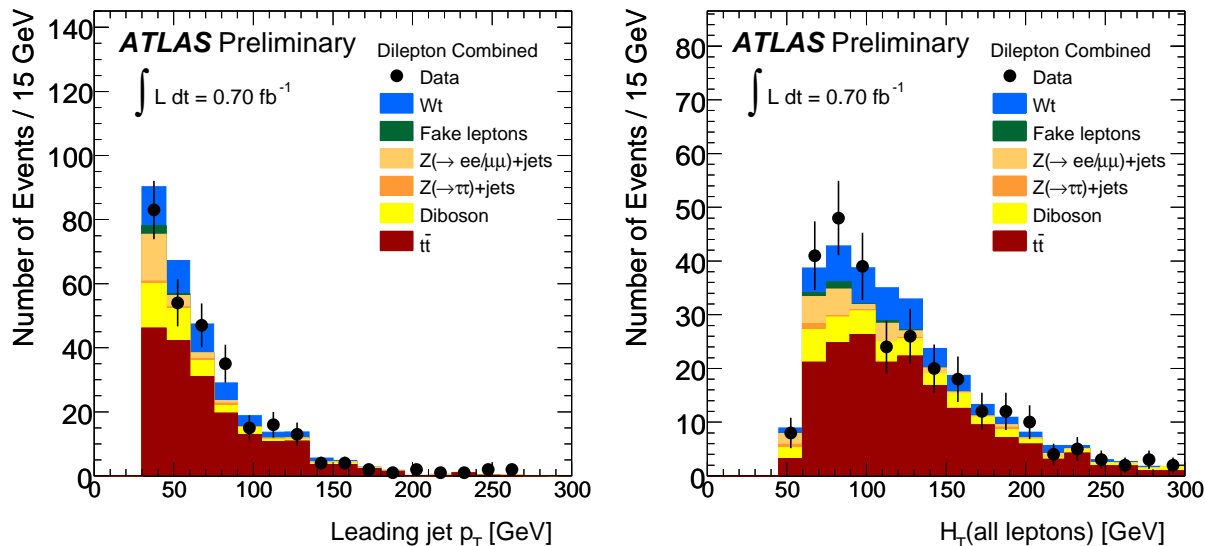 Number of Events / 15 GeV
140
120
100
80
60
40
20
0
ATLAS Preliminary
∫ L dt = 0.70 fb⁻¹
Dilepton Combined
Data
Wt
Fake leptons
Z(→ ee/μμ)+jets
Z(→ττ)+jets
Diboson
tt̄
0 50 100 150 200 250 300
Leading jet p_T [GeV]
Number of Events / 15 GeV
80
70
60
50
40
30
20
10
0
ATLAS Preliminary
∫ L dt = 0.70 fb⁻¹
Dilepton Combined
Data
Wt
Fake leptons
Z(→ ee/μμ)+jets
Z(→ττ)+jets
Diboson
tt̄
0 50 100 150 200 250 300
H_T(all leptons) [GeV]